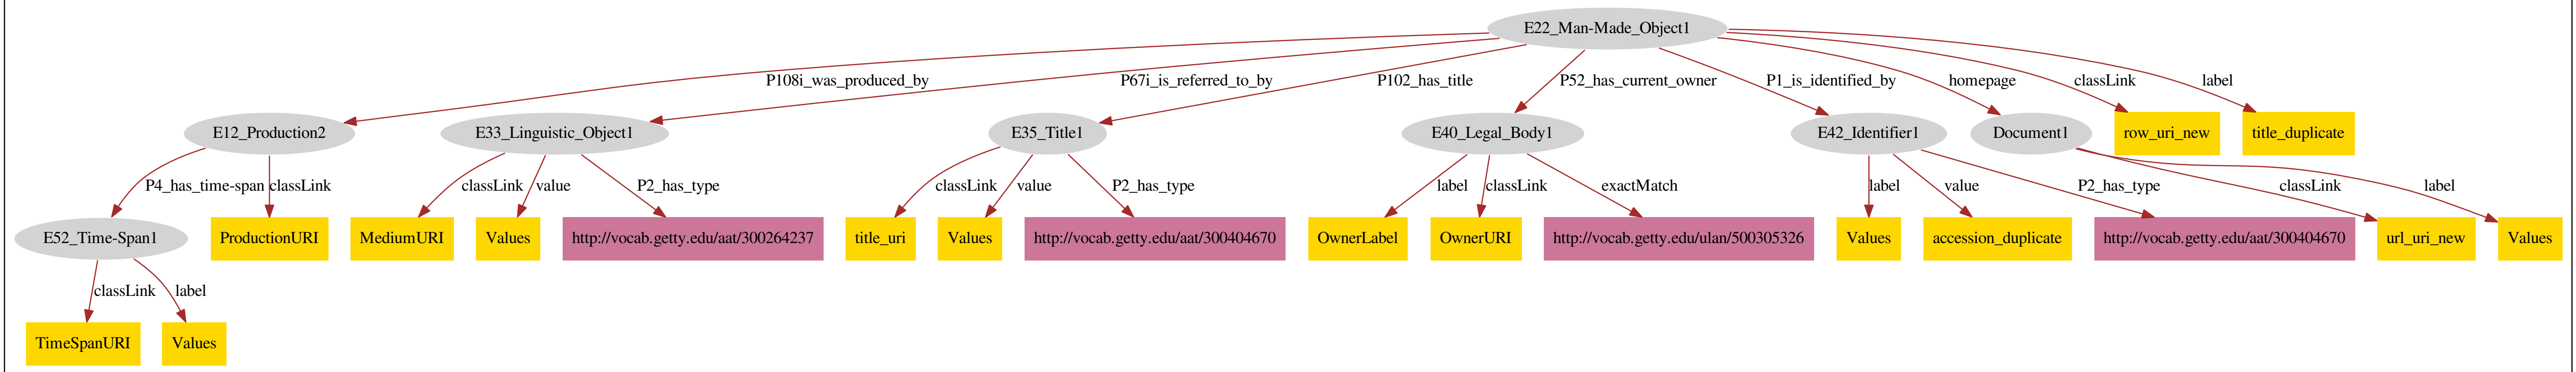 E22_Man-Made_Object1
P108i_was_produced_by
P67i_is_referred_to_by
P102_has_title
P52_has_current_owner
P1_is_identified_by
homepage
classLink
label
E12_Production2
E33_Linguistic_Object1
E35_Title1
E40_Legal_Body1
E42_Identifier1
Document1
row_uri_new
title_duplicate
P4_has_time-span
classLink
classLink
value
P2_has_type
classLink
value
P2_has_type
label
classLink
exactMatch
label
value
P2_has_type
classLink
label
E52_Time-Span1
ProductionURI
MediumURI
Values
http://vocab.getty.edu/aat/300264237
title_uri
Values
http://vocab.getty.edu/aat/300404670
OwnerLabel
OwnerURI
http://vocab.getty.edu/ulan/500305326
Values
accession_duplicate
http://vocab.getty.edu/aat/300404670
url_uri_new
Values
classLink
label
TimeSpanURI
Values